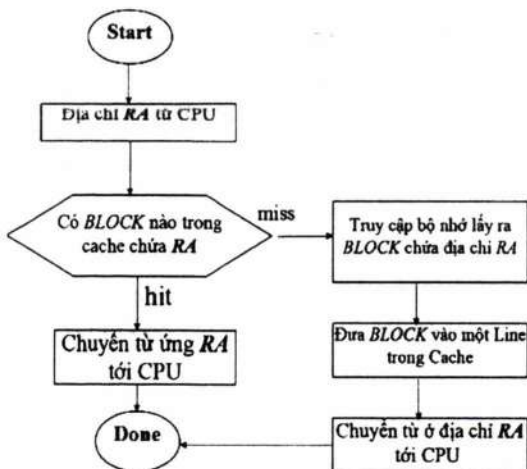 Start
Địa chỉ RA từ CPU
Có BLOCK nào trong
cache chứa RA
miss
Truy cập bộ nhớ lấy ra
BLOCK chứa địa chỉ RA
hit
Chuyển từ ứng RA
tới CPU
Đưa BLOCK vào một Line
trong Cache
Done
Chuyển từ ở địa chỉ RA
tới CPU